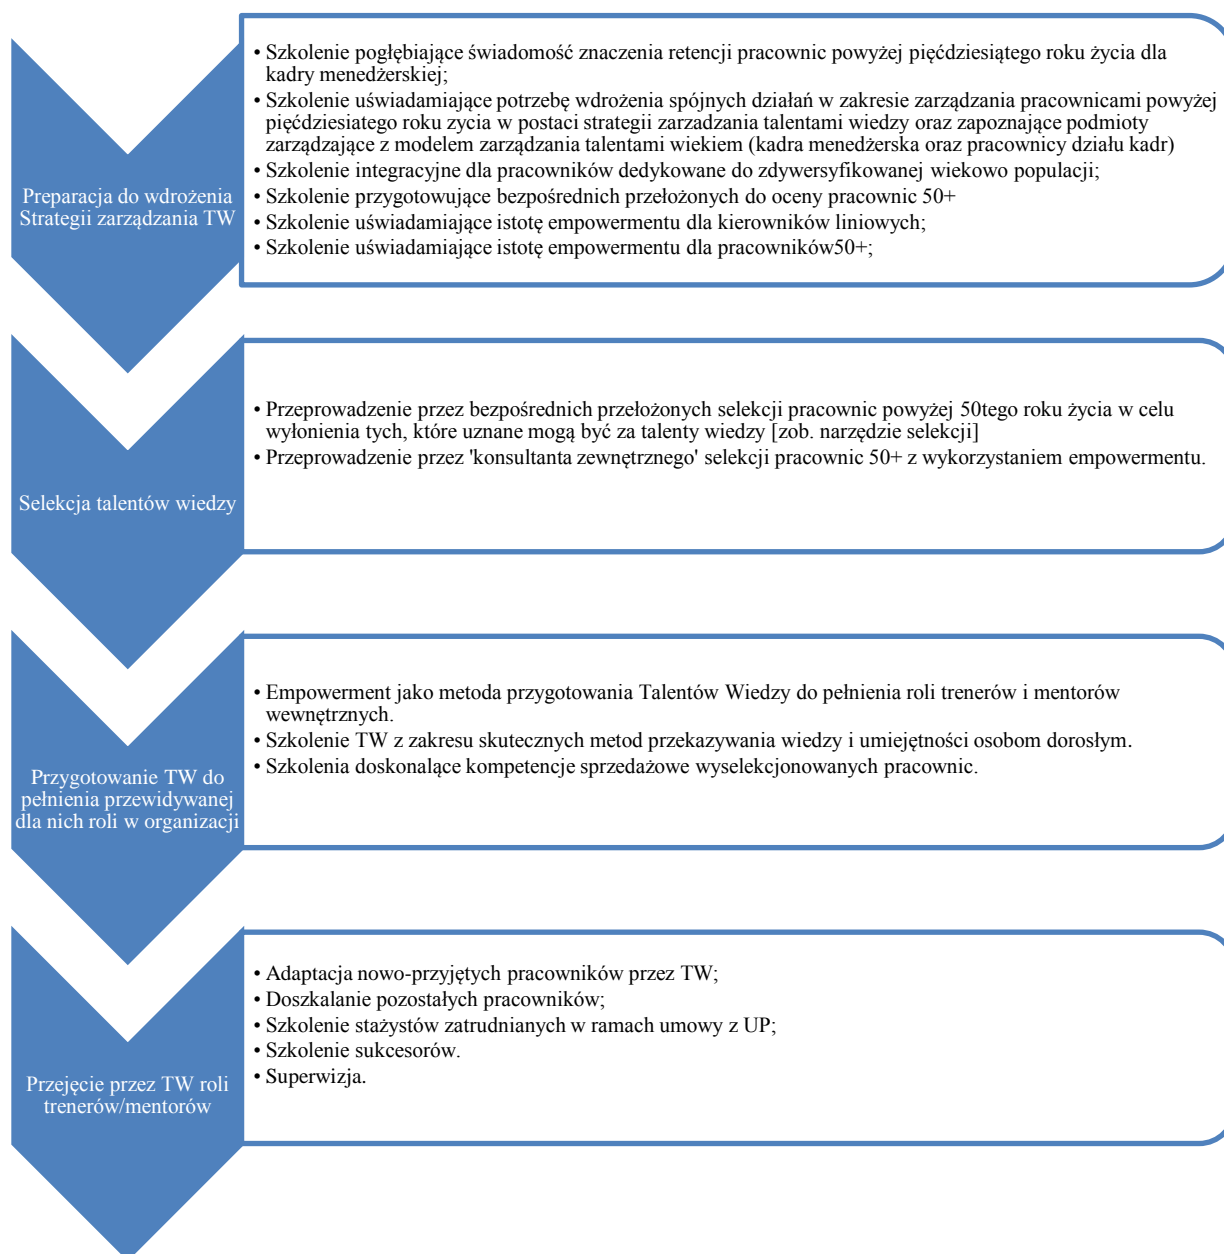 Preparacja do wdrożenia
Strategii zarządzania TW
• Szkolenie pogłębiające świadomość znaczenia retencji pracownic powyżej pięćdziesiątego roku życia dla
kadry menedżerskiej;
• Szkolenie uświadamiające potrzebę wdrożenia spójnych działań w zakresie zarządzania pracownicami powyżej
pięćdziesiatego roku zycia w postaci strategii zarzadzania talentami wiedzy oraz zapoznające podmioty
zarządzające z modelem zarządzania talentami wiekiem (kadra menedżerska oraz pracownicy działu kadr)
• Szkolenie integracyjne dla pracowników dedykowane do zdywersyfikowanej wiekowo populacji;
• Szkolenie przygotowujące bezpośrednich przełożonych do oceny pracownic 50+
• Szkolenie uświadamiające istotę empowermentu dla kierowników liniowych;
• Szkolenie uświadamiające istotę empowermentu dla pracowników50+;
Selekcja talentów wiedzy
• Przeprowadzenie przez bezpośrednich przełożonych selekcji pracownic powyżej 50tego roku życia w celu
wyłonienia tych, które uznane mogą być za talenty wiedzy [zob. narzędzie selekcji]
• Przeprowadzenie przez 'konsultanta zewnętrznego' selekcji pracownic 50+ z wykorzystaniem empowermentu.
Przygotowanie TW do
pełnienia przewidywanej
dla nich roli w organizacji
• Empowerment jako metoda przygotowania Talentów Wiedzy do pełnienia roli trenerów i mentorów
wewnętrznych.
• Szkolenie TW z zakresu skutecznych metod przekazywania wiedzy i umiejętności osobom dorosłym.
• Szkolenia doskonalące kompetencje sprzedażowe wyselekcjonowanych pracownic.
Przejęcie przez TW roli
trenerów/mentorów
• Adaptacja nowo-przyjętych pracowników przez TW;
• Doszkalanie pozostałych pracowników;
• Szkolenie stażystów zatrudnianych w ramach umowy z UP;
• Szkolenie sukcesorów.
• Superwizja.